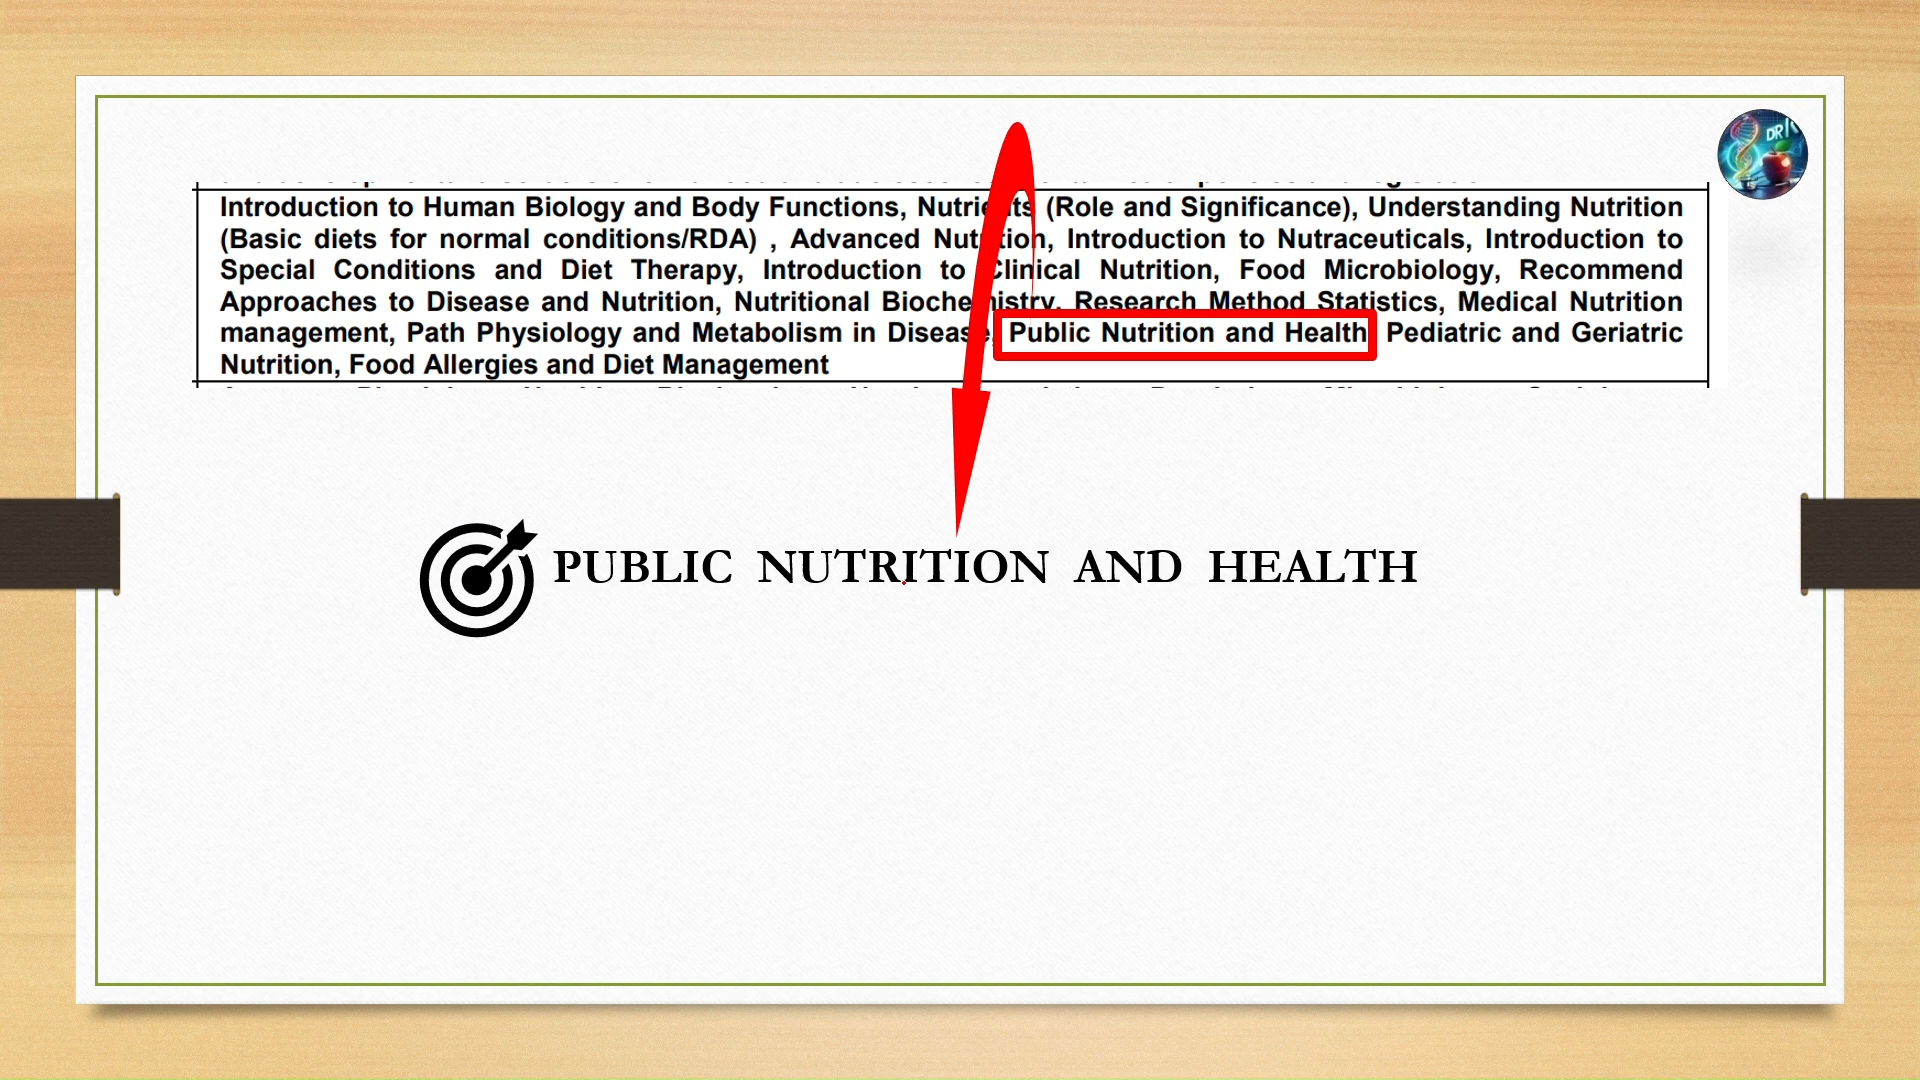 Introduction to Human Biology and Body Functions, Nutrients (Role and Significance), Understanding Nutrition
(Basic diets for normal conditions/RDA) , Advanced Nutrition, Introduction to Nutraceuticals, Introduction to
Special Conditions and Diet Therapy, Introduction to Clinical Nutrition, Food Microbiology, Recommend
Approaches to Disease and Nutrition, Nutritional Biochemistry, Research Method Statistics, Medical Nutrition
management, Path Physiology and Metabolism in Disease, Public Nutrition and Health, Pediatric and Geriatric
Nutrition, Food Allergies and Diet Management
PUBLIC NUTRITION AND HEALTH